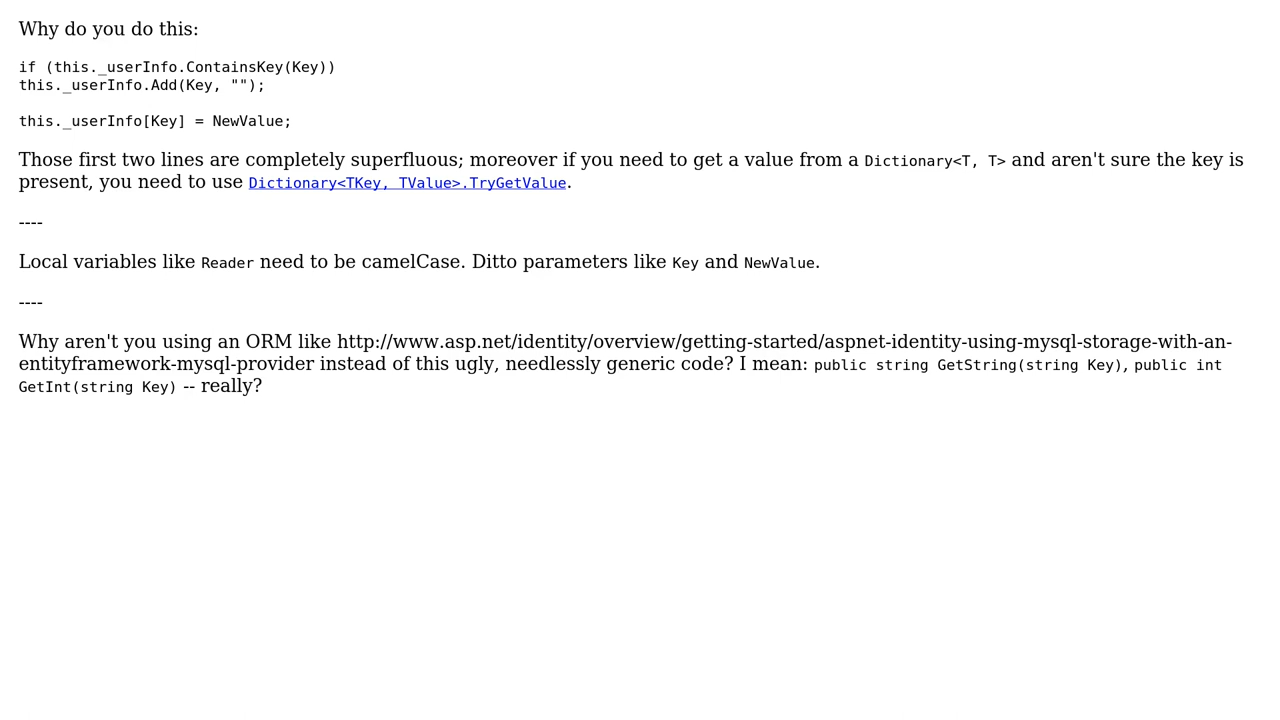 Why do you do this:
if (this._userInfo.ContainsKey(Key))
this._userInfo.Add(Key, "");
this._userInfo[Key] = NewValue;
Those first two lines are completely superfluous; moreover if you need to get a value from a Dictionary<T, T> and aren't sure the key is
present, you need to use Dictionary<TKey, TValue>.TryGetValue.
----
Local variables like Reader need to be camelCase. Ditto parameters like Key and NewValue.
----
Why aren't you using an ORM like http://www.asp.net/identity/overview/getting-started/aspnet-identity-using-mysql-storage-with-an-
entityframework-mysql-provider instead of this ugly, needlessly generic code? I mean: public string GetString(string Key), public int
GetInt(string Key) -- really?